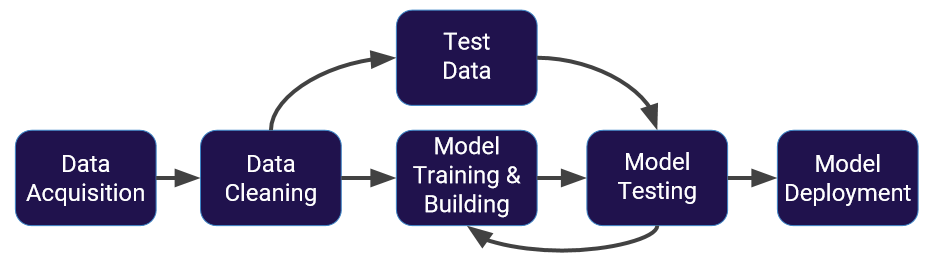 Test
Data
Data
Acquisition
Data
Cleaning
Model
Training &
Building
Model
Testing
Model
Deployment